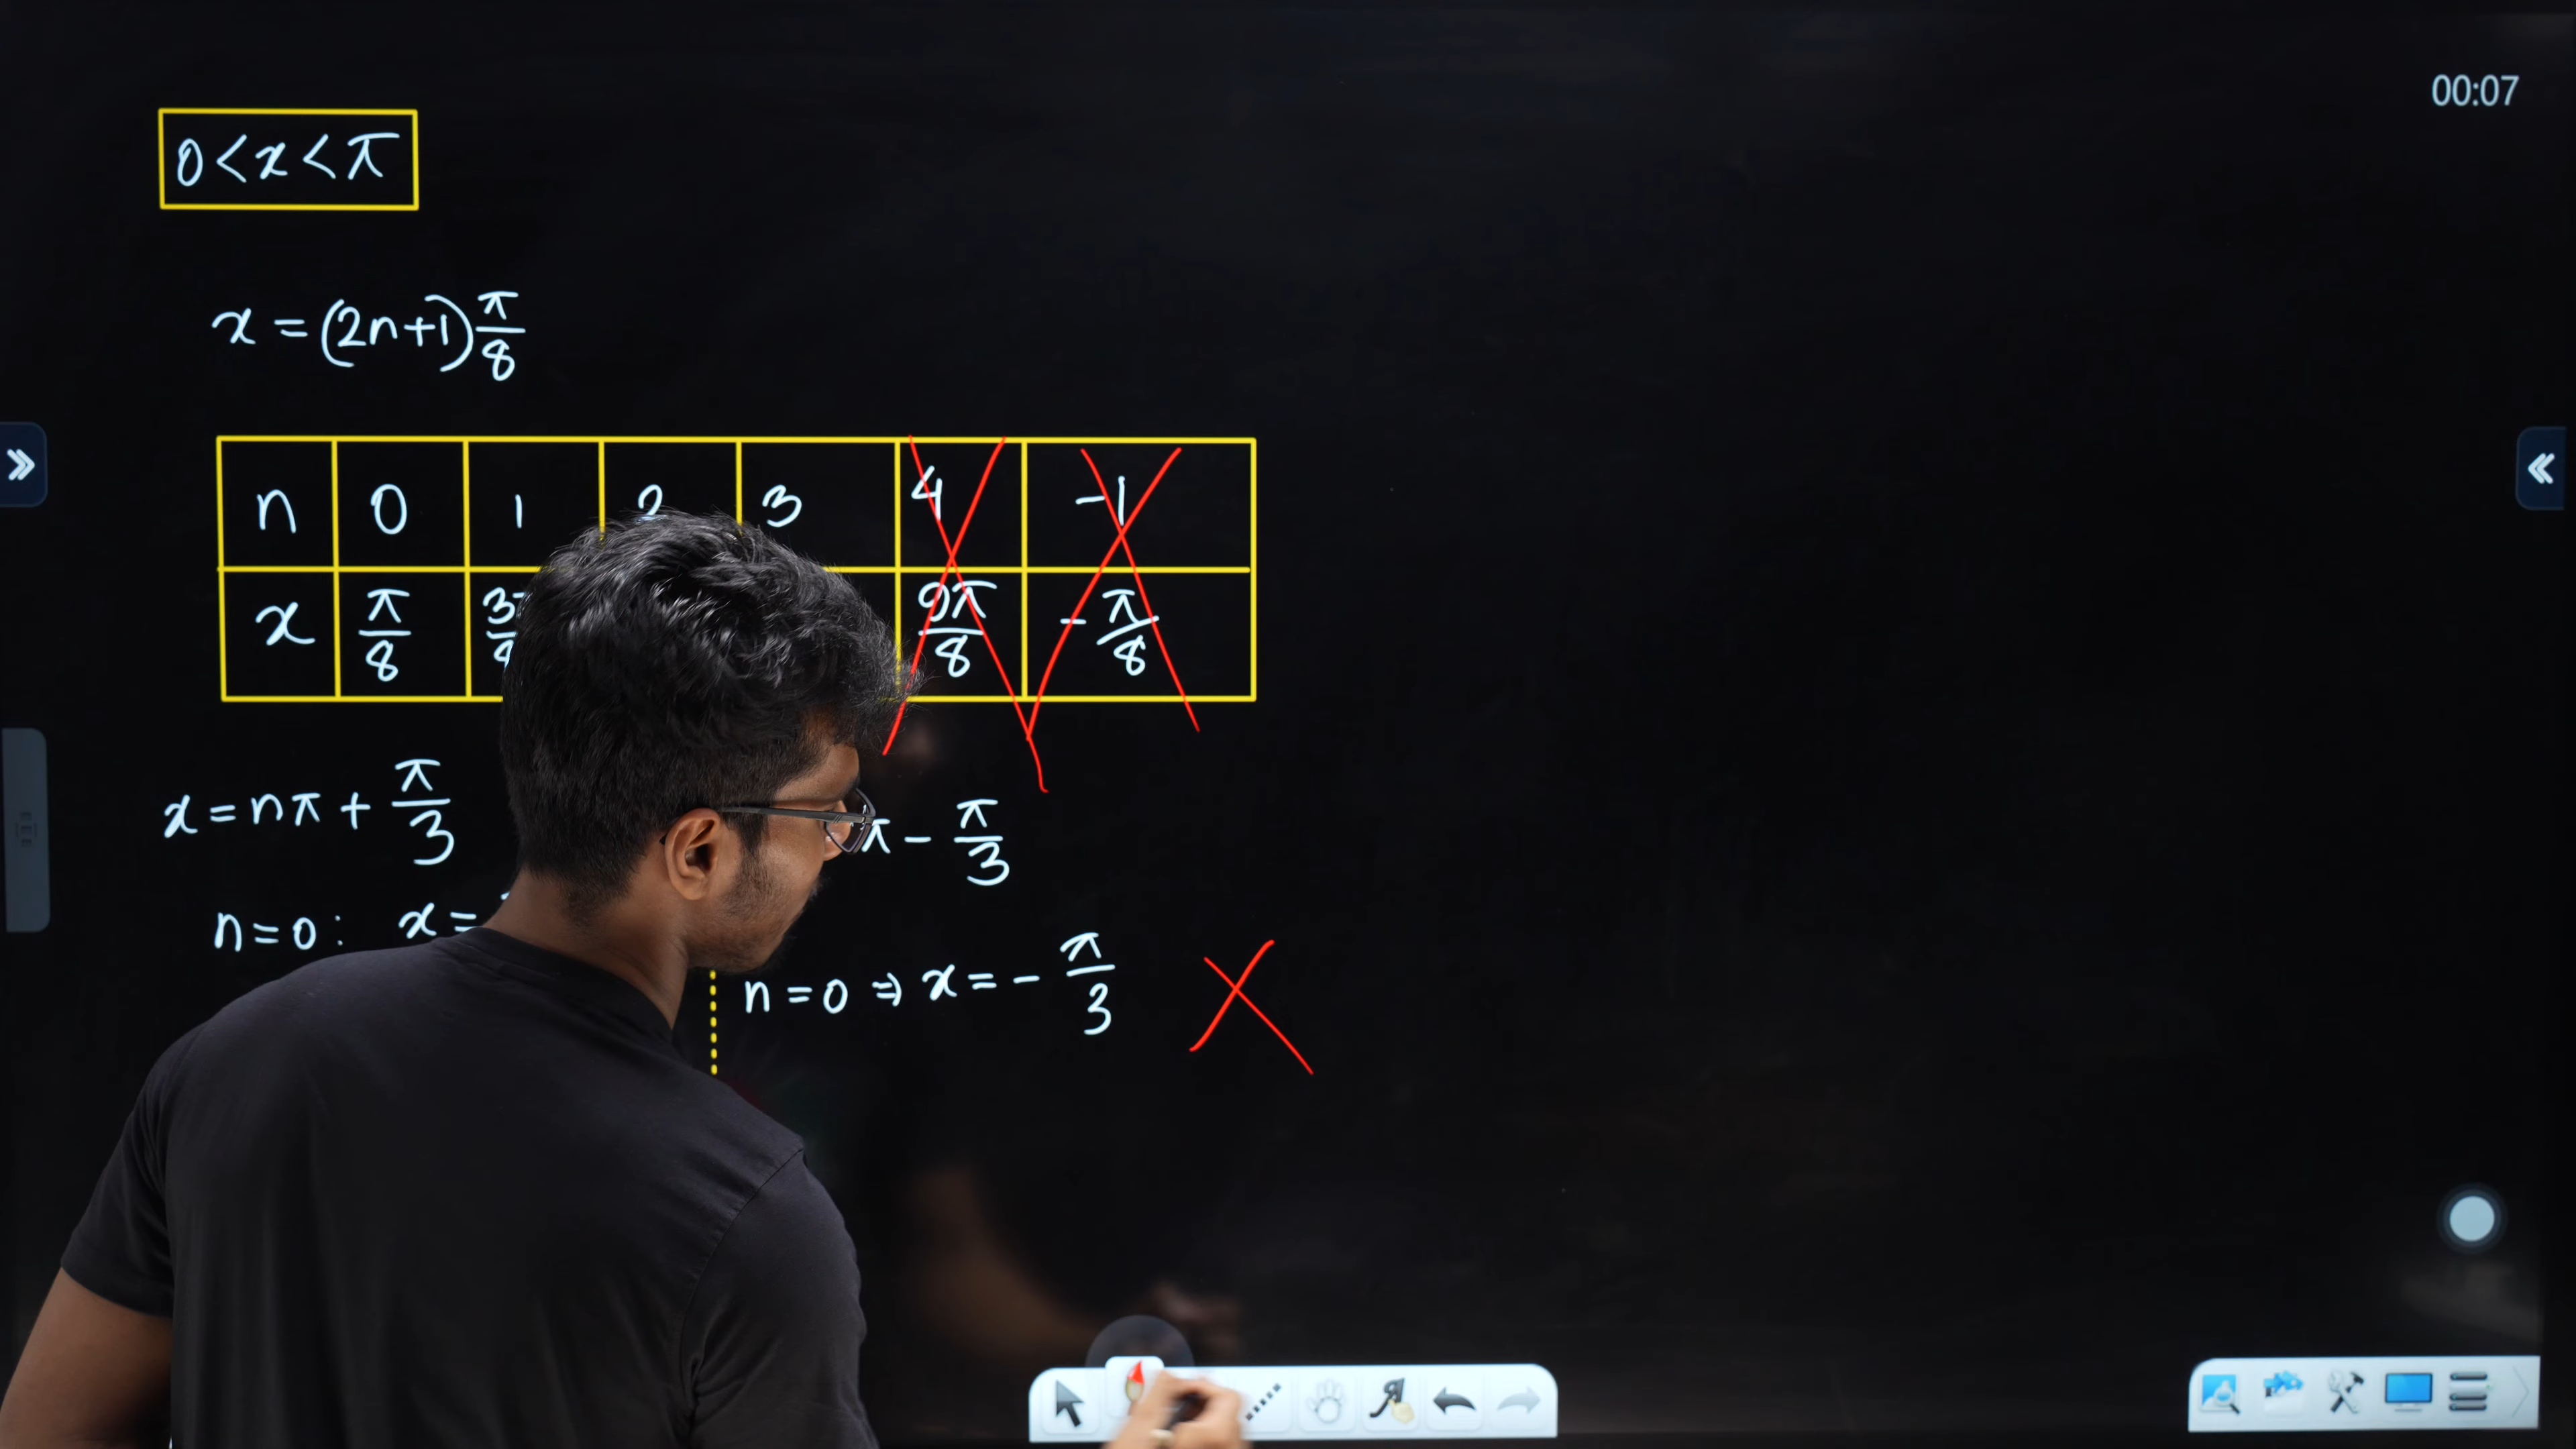 00:07
0 < x < π
x = (2n+1) π/8
n 0 1 2 3 4 -1
x π/8 3 9π/8 -π/8
x = nπ + π/3
π - π/3
n = 0 : x =
n = 0 ⇒ x = - π/3